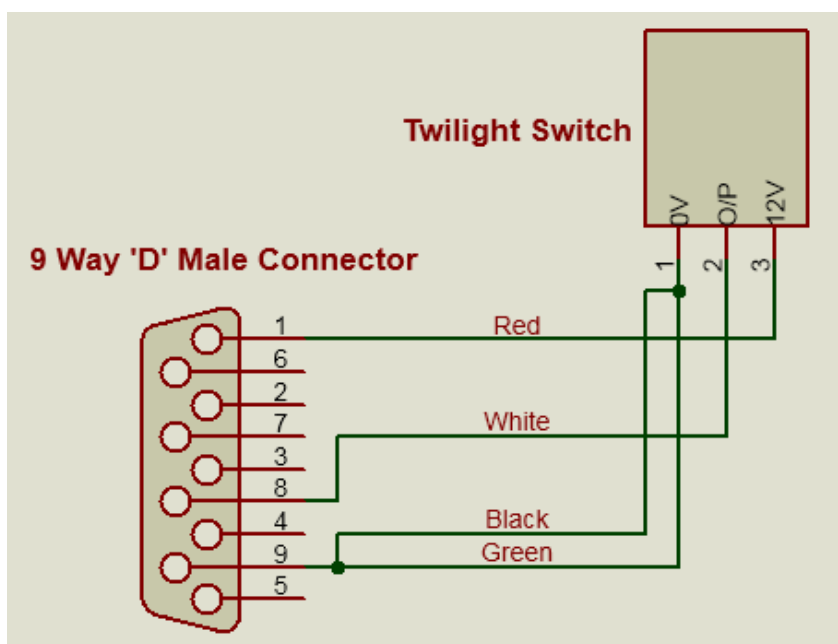 Twilight Switch
0V
O/P
12V
1
2
3
9 Way 'D' Male Connector
1
Red
6
2
7
White
3
8
4
Black
9
Green
5